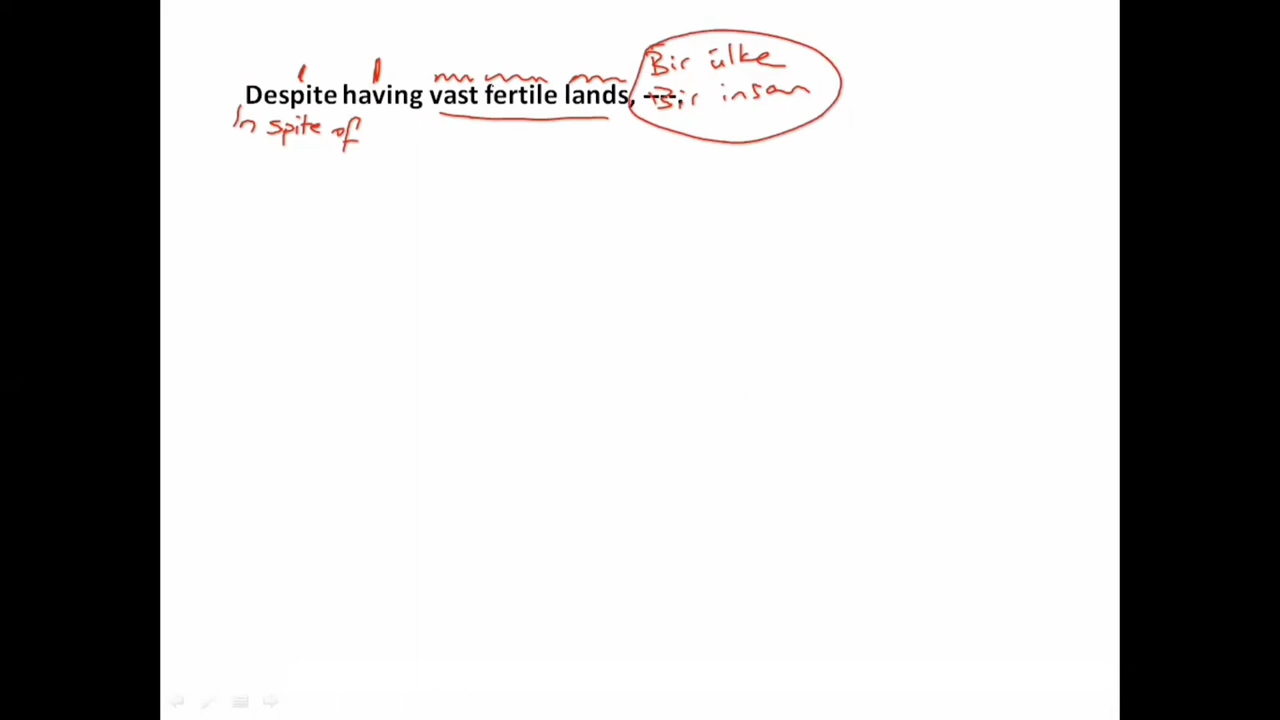 Bir ülke
Despite having vast fertile lands, ----.
Bir insan
In spite of